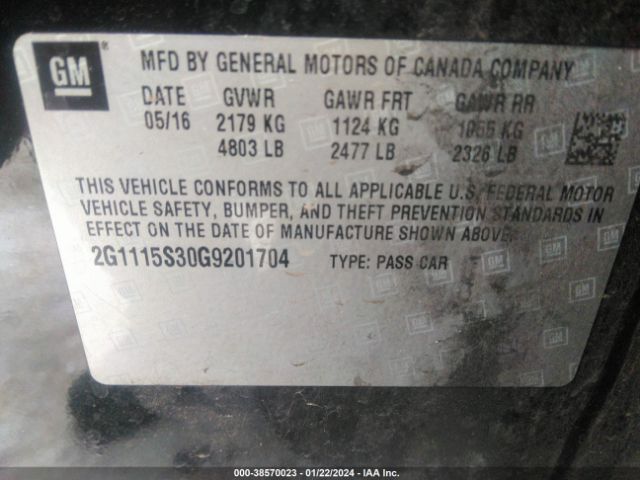 GM ® MFD BY GENERAL MOTORS OF CANADA COMPANY
DATE GVWR GAWR FRT GAWR RR
05/16 2179 KG 1124 KG 1055 KG
4803 LB 2477 LB 2326 LB
THIS VEHICLE CONFORMS TO ALL APPLICABLE U.S. FEDERAL MOTOR
VEHICLE SAFETY, BUMPER, AND THEFT PREVENTION STANDARDS IN
EFFECT ON THE DATE OF MANUFACTURE SHOWN ABOVE.
2G1115S30G9201704 TYPE: PASS CAR
000-38570023 - 01/22/2024 - IAA Inc.